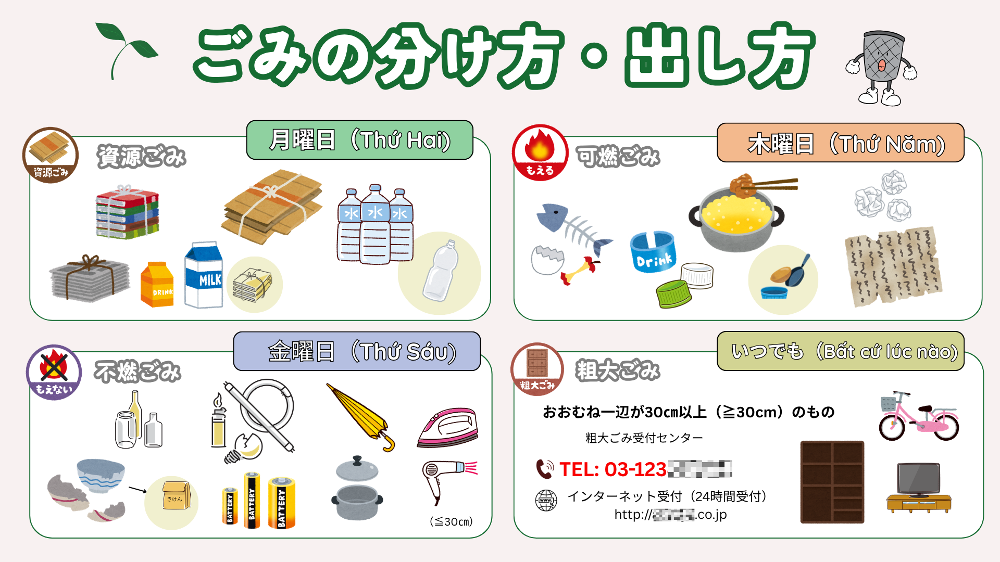 ごみの分け方・出し方
月曜日（Thứ Hai)
資源ごみ
資源ごみ
水 水 水
DRINK
MILK
木曜日（Thứ Năm)
もえる
可燃ごみ
Drink
金曜日（Thứ Sáu)
もえない
不燃ごみ
きけん
BATTERY BATTERY BATTERY
（≦30㎝）
いつでも（Bất cứ lúc nào)
粗大ごみ
粗大ごみ
おおむね一辺が30㎝以上（≧30cm）のもの
粗大ごみ受付センター
TEL: 03-123
www.
インターネット受付（24時間受付）
http://.co.jp